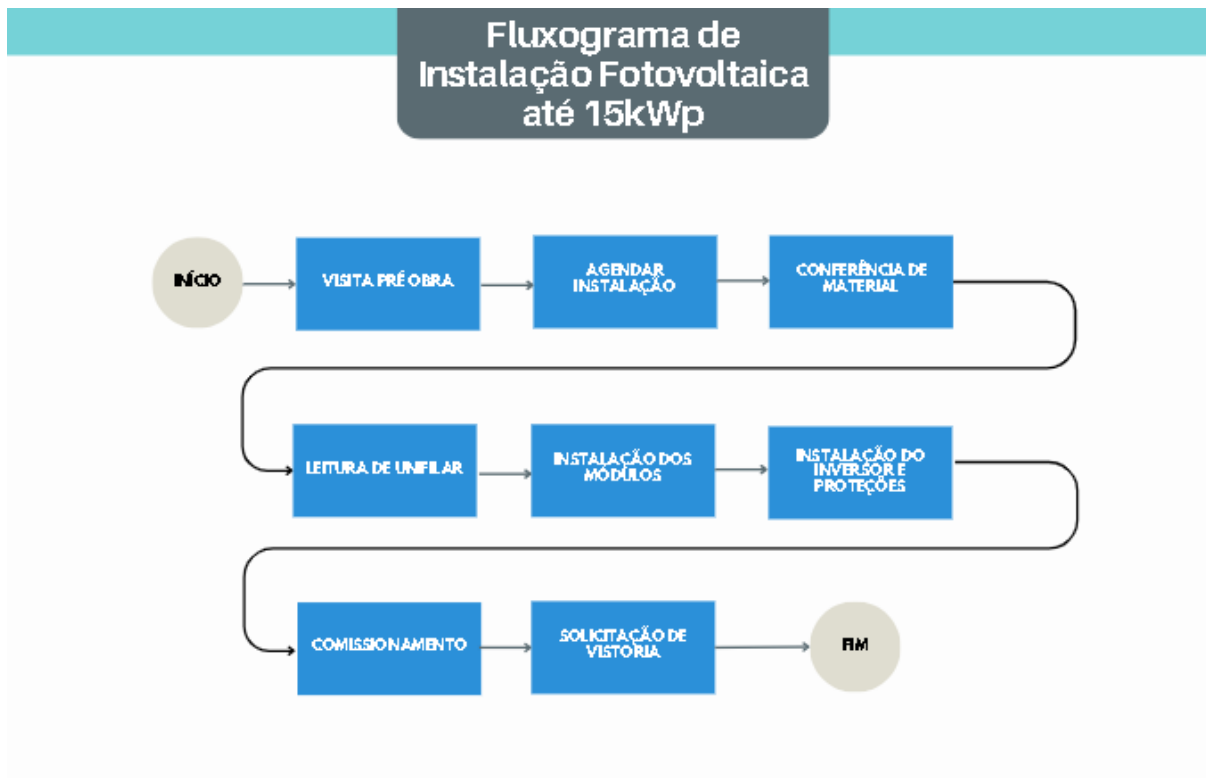 Fluxograma de
Instalação Fotovoltaica
até 15kWp
INÍCIO
VISITA PRÉ OBRA
AGENDAR
INSTALAÇÃO
CONFERÊNCIA DE
MATERIAL
LEITURA DE UNIFILAR
INSTALAÇÃO DOS
MÓDULOS
INSTALAÇÃO DO
INVERSOR E
PROTEÇÕES
COMISSIONAMENTO
SOLICITAÇÃO DE
VISTORIA
FIM